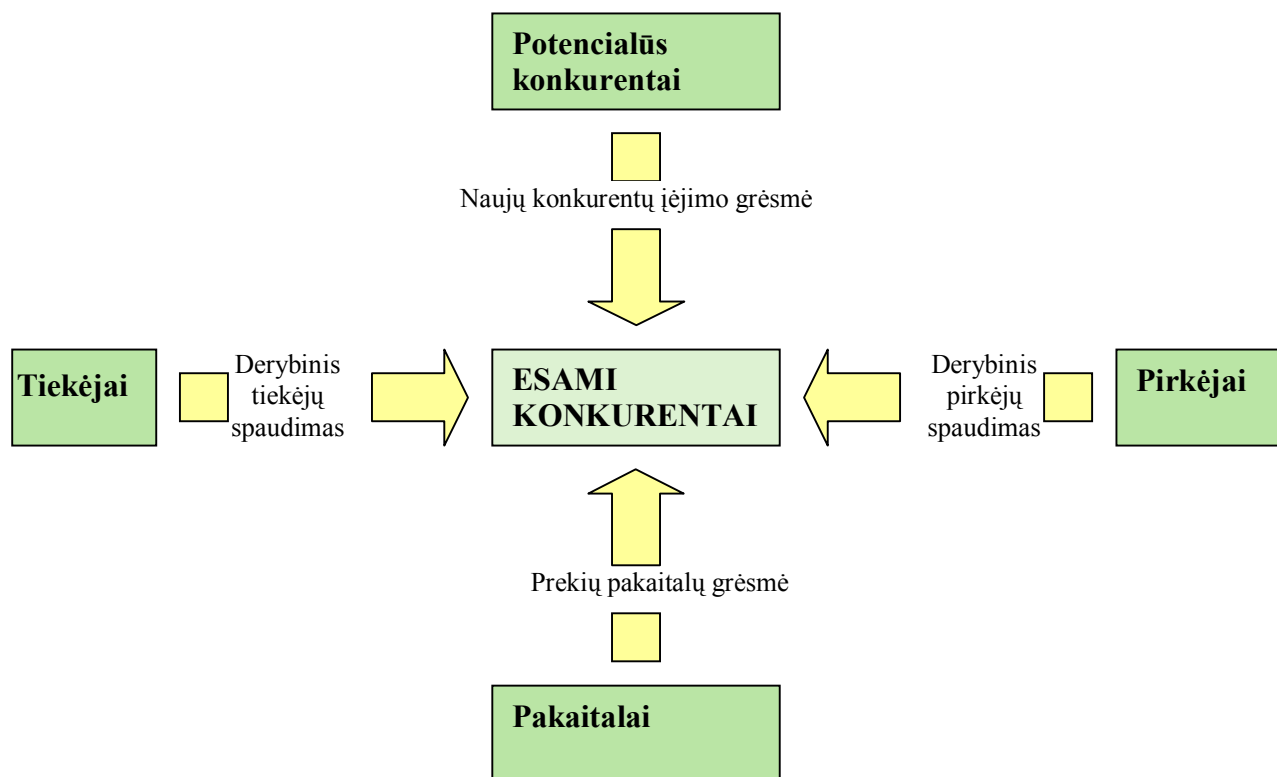 Potencialūs
konkurentai
Naujų konkurentų įėjimo grėsmė
Tiekėjai
Derybinis
tiekėjų
spaudimas
ESAMI
KONKURENTAI
Derybinis
pirkėjų
spaudimas
Pirkėjai
Prekių pakaitalų grėsmė
Pakaitalai